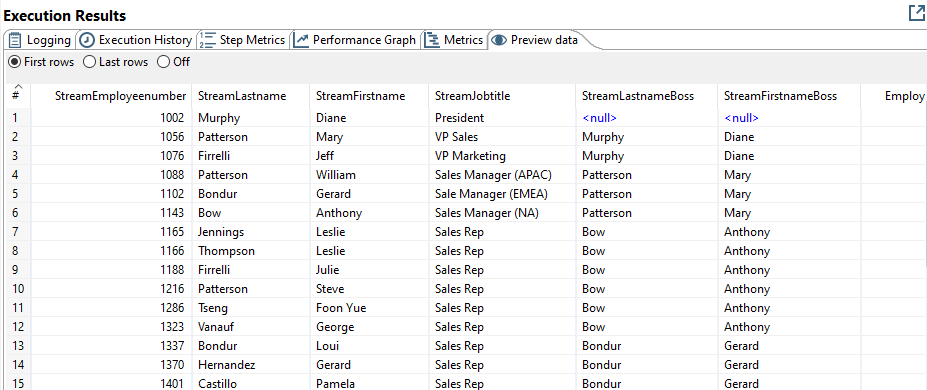 Execution Results
Logging Execution History Step Metrics Performance Graph Metrics Preview data
First rows Last rows Off
# StreamEmployeenumber StreamLastname StreamFirstname StreamJobtitle StreamLastnameBoss StreamFirstnameBoss Employ
1 1002 Murphy Diane President <null> <null>
2 1056 Patterson Mary VP Sales Murphy Diane
3 1076 Firrelli Jeff VP Marketing Murphy Diane
4 1088 Patterson William Sales Manager (APAC) Patterson Mary
5 1102 Bondur Gerard Sale Manager (EMEA) Patterson Mary
6 1143 Bow Anthony Sales Manager (NA) Patterson Mary
7 1165 Jennings Leslie Sales Rep Bow Anthony
8 1166 Thompson Leslie Sales Rep Bow Anthony
9 1188 Firrelli Julie Sales Rep Bow Anthony
10 1216 Patterson Steve Sales Rep Bow Anthony
11 1286 Tseng Foon Yue Sales Rep Bow Anthony
12 1323 Vanauf George Sales Rep Bow Anthony
13 1337 Bondur Loui Sales Rep Bondur Gerard
14 1370 Hernandez Gerard Sales Rep Bondur Gerard
15 1401 Castillo Pamela Sales Rep Bondur Gerard